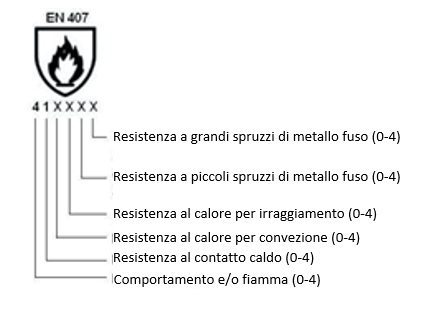 EN 407
41XXXX
Resistenza a grandi spruzzi di metallo fuso (0-4)
Resistenza a piccoli spruzzi di metallo fuso (0-4)
Resistenza al calore per irraggiamento (0-4)
Resistenza al calore per convezione (0-4)
Resistenza al contatto caldo (0-4)
Comportamento e/o fiamma (0-4)